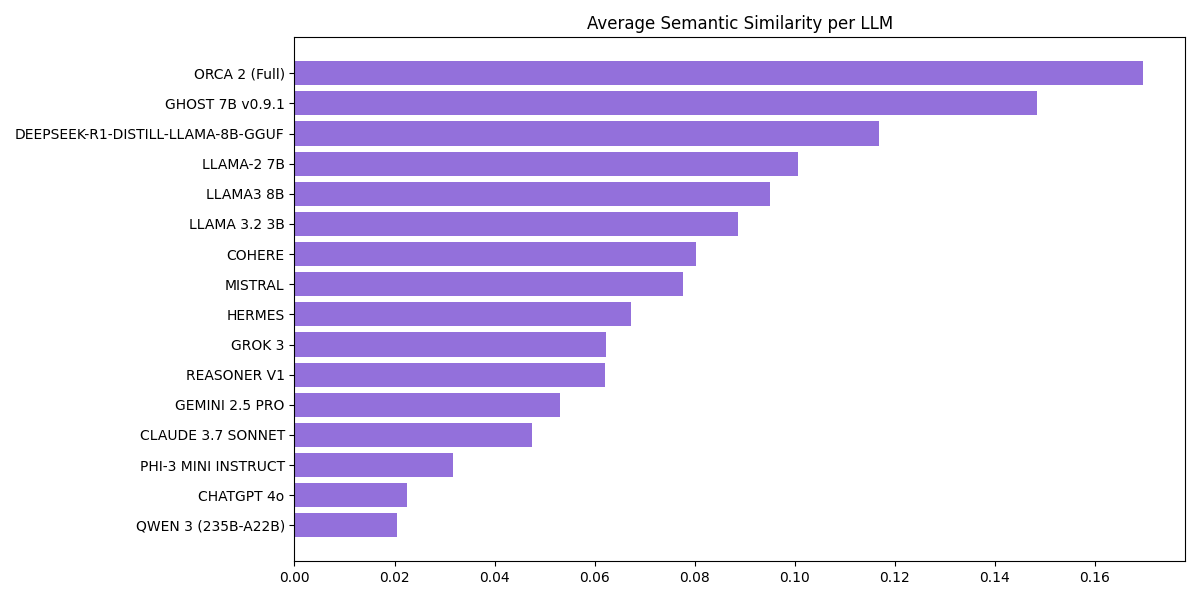 Average Semantic Similarity per LLM
ORCA 2 (Full)
GHOST 7B v0.9.1
DEEPSEEK-R1-DISTILL-LLAMA-8B-GGUF
LLAMA-2 7B
LLAMA3 8B
LLAMA 3.2 3B
COHERE
MISTRAL
HERMES
GROK 3
REASONER V1
GEMINI 2.5 PRO
CLAUDE 3.7 SONNET
PHI-3 MINI INSTRUCT
CHATGPT 4o
QWEN 3 (235B-A22B)
0.00 0.02 0.04 0.06 0.08 0.10 0.12 0.14 0.16